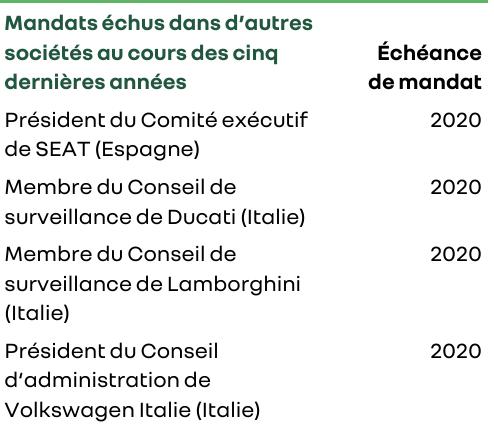 Mandats échus dans d’autres
sociétés au cours des cinq
dernières années
Échéance
de mandat
Président du Comité exécutif
de SEAT (Espagne)
2020
Membre du Conseil de
surveillance de Ducati (Italie)
2020
Membre du Conseil de
surveillance de Lamborghini
(Italie)
2020
Président du Conseil
d‘administration de
Volkswagen Italie (Italie)
2020